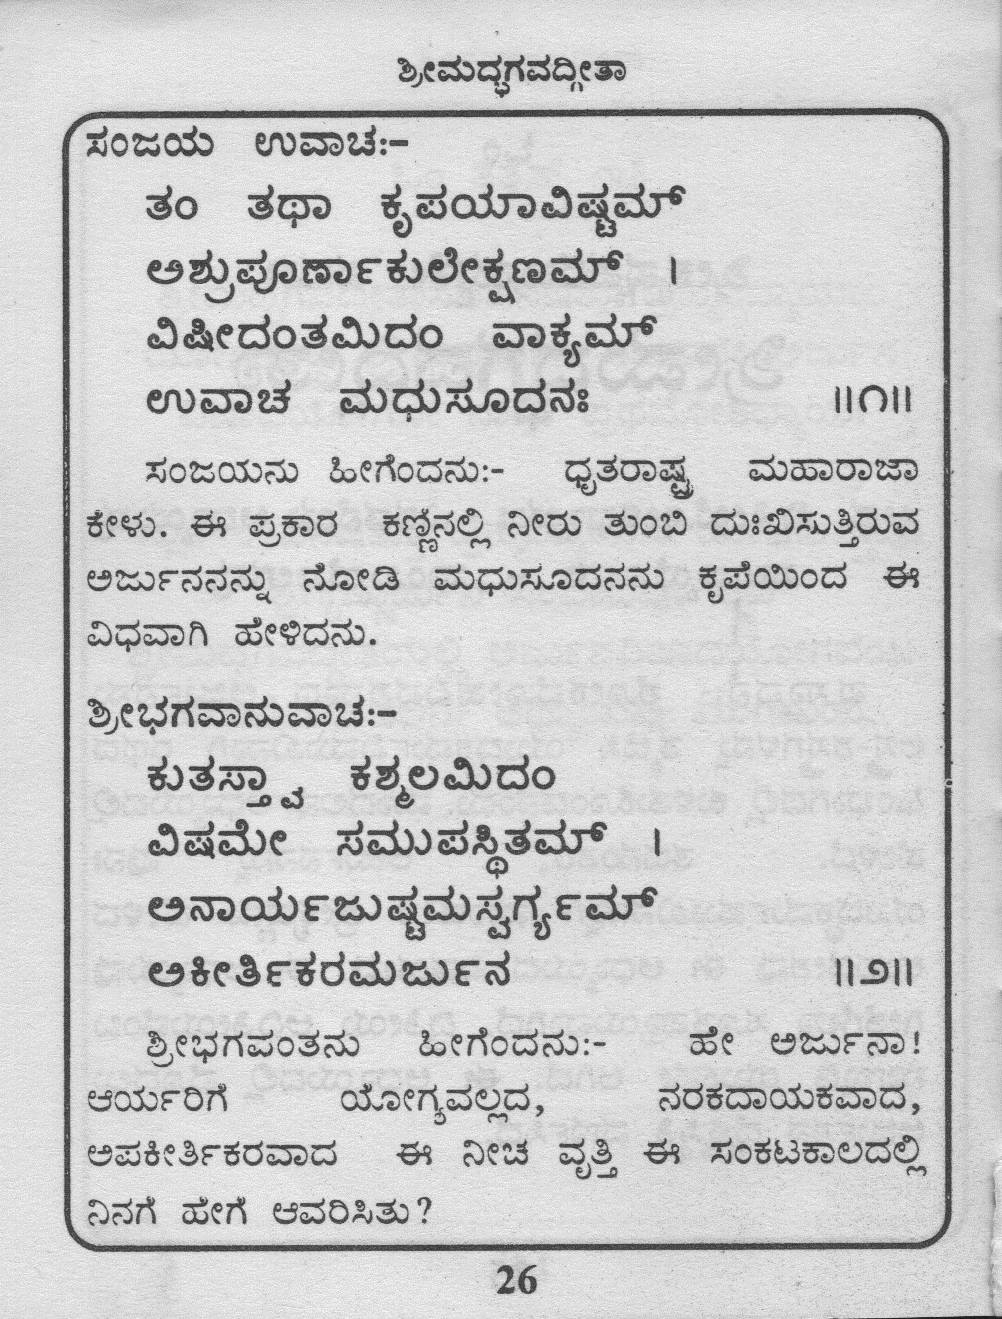 ಶ್ರೀಮದ್ಭಗವದ್ಗೀತಾ
ಸಂಜಯ ಉವಾಚಃ-
ತಂ ತಥಾ ಕೃಪಯಾವಿಷ್ಟಮ್
ಅಶ್ರುಪೂರ್ಣಾಕುಲೇಕ್ಷಣಮ್ ।
ವಿಷೀದಂತಮಿದಂ ವಾಕ್ಯಮ್
ಉವಾಚ ಮಧುಸೂದನಃ ॥೧॥
ಸಂಜಯನು ಹೀಗೆಂದನು:- ಧೃತರಾಷ್ಟ್ರ ಮಹಾರಾಜಾ
ಕೇಳು. ಈ ಪ್ರಕಾರ ಕಣ್ಣಿನಲ್ಲಿ ನೀರು ತುಂಬಿ ದುಃಖಿಸುತ್ತಿರುವ
ಅರ್ಜುನನನ್ನು ನೋಡಿ ಮಧುಸೂದನನು ಕೃಪೆಯಿಂದ ಈ
ವಿಧವಾಗಿ ಹೇಳಿದನು.
ಶ್ರೀಭಗವಾನುವಾಚಃ-
ಕುತಸ್ತ್ವಾ ಕಶ್ಮಲಮಿದಂ
ವಿಷಮೇ ಸಮುಪಸ್ಥಿತಮ್ ।
ಅನಾರ್ಯಜುಷ್ಟಮಸ್ವರ್ಗ್ಯಮ್
ಅಕೀರ್ತಿಕರಮರ್ಜುನ ॥೨॥
ಶ್ರೀಭಗವಂತನು ಹೀಗೆಂದನು:- ಹೇ ಅರ್ಜುನಾ!
ಆರ್ಯರಿಗೆ ಯೋಗ್ಯವಲ್ಲದ, ನರಕದಾಯಕವಾದ,
ಅಪಕೀರ್ತಿಕರವಾದ ಈ ನೀಚ ವೃತ್ತಿ ಈ ಸಂಕಟಕಾಲದಲ್ಲಿ
ನಿನಗೆ ಹೇಗೆ ಆವರಿಸಿತು?
26